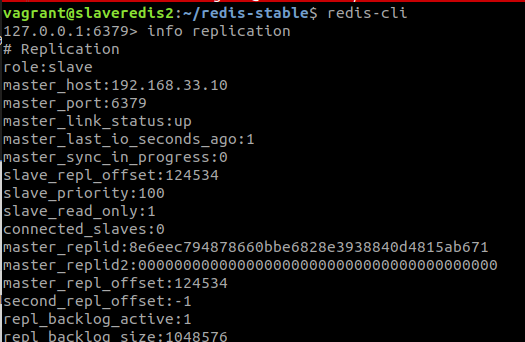 vagrant@slaveredis2:~/redis-stable$ redis-cli
127.0.0.1:6379> info replication
# Replication
role:slave
master_host:192.168.33.10
master_port:6379
master_link_status:up
master_last_io_seconds_ago:1
master_sync_in_progress:0
slave_repl_offset:124534
slave_priority:100
slave_read_only:1
connected_slaves:0
master_replid:8e6eec794878660bbe6828e3938840d4815ab671
master_replid2:0000000000000000000000000000000000000000
master_repl_offset:124534
second_repl_offset:-1
repl_backlog_active:1
repl_backlog_size:1048576